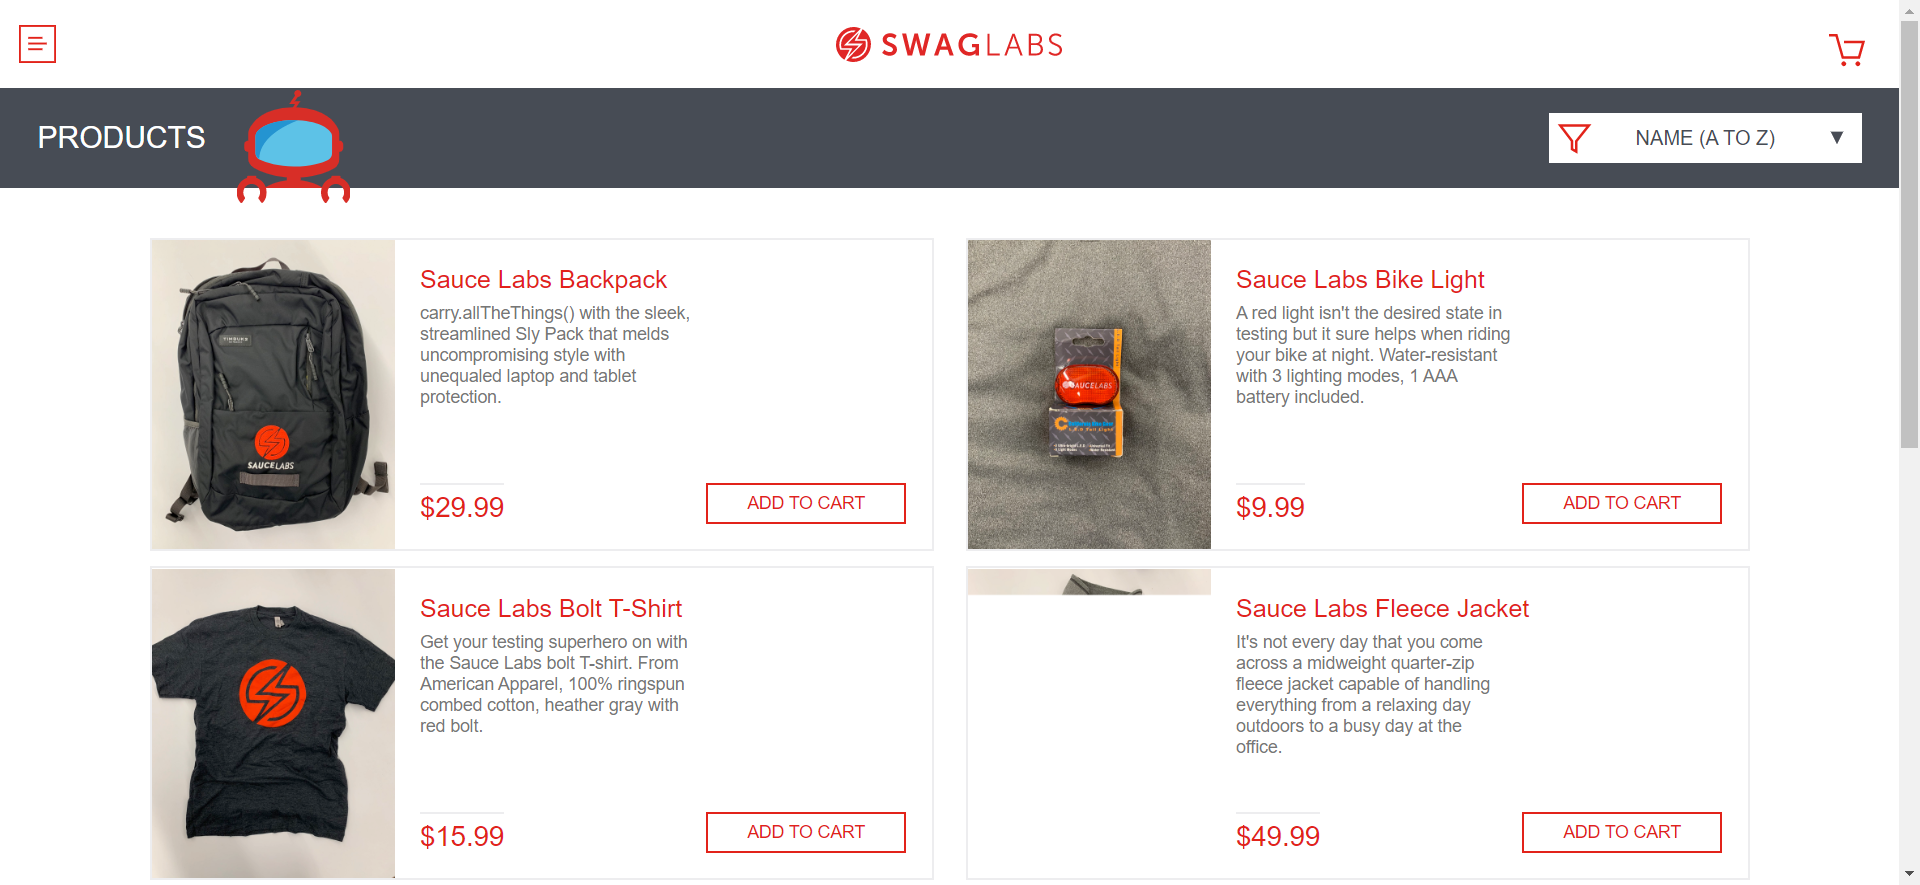 SWAGLABS
PRODUCTS
NAME (A TO Z)
Sauce Labs Backpack
carry.allTheThings() with the sleek,
streamlined Sly Pack that melds
uncompromising style with
unequaled laptop and tablet
protection.
$29.99
ADD TO CART
SAUCELABS
Sauce Labs Bike Light
A red light isn't the desired state in
testing but it sure helps when riding
your bike at night. Water-resistant
with 3 lighting modes, 1 AAA
battery included.
$9.99
ADD TO CART
SAUCELABS
Sauce Labs Bolt T-Shirt
Get your testing superhero on with
the Sauce Labs bolt T-shirt. From
American Apparel, 100% ringspun
combed cotton, heather gray with
red bolt.
$15.99
ADD TO CART
Sauce Labs Fleece Jacket
It's not every day that you come
across a midweight quarter-zip
fleece jacket capable of handling
everything from a relaxing day
outdoors to a busy day at the
office.
$49.99
ADD TO CART